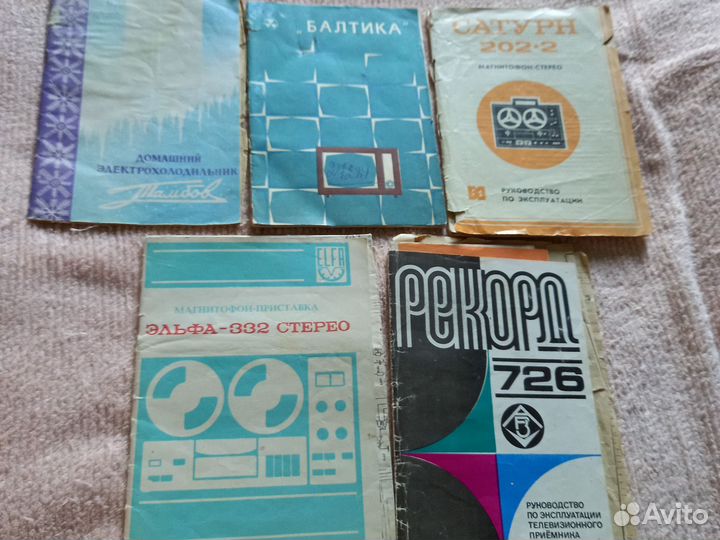 ДОМАШНИЙ
ЭЛЕКТРОХОЛОДИЛЬНИК
Тамбов
„БАЛТИКА"
САТУРН
202-2
МАГНИТОФОН-СТЕРЕО
РУКОВОДСТВО
ПО ЭКСПЛУАТАЦИИ
ELFA
МАГНИТОФОН-ПРИСТАВКА
ЭЛЬФА-332 СТЕРЕО
РЕКОРД
726
РУКОВОДСТВО
ПО ЭКСПЛУАТАЦИИ
ТЕЛЕВИЗИОННОГО
ПРИЁМНИКА
Avito